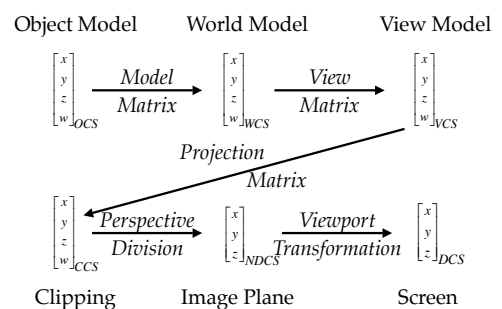 Object Model World Model View Model
[x y z w]OCS Model Matrix [x y z w]WCS View Matrix [x y z w]VCS
Projection Matrix
[x y z w]CCS Perspective Division [x y z]NDCS Viewport Transformation [x y z]DCS
Clipping Image Plane Screen